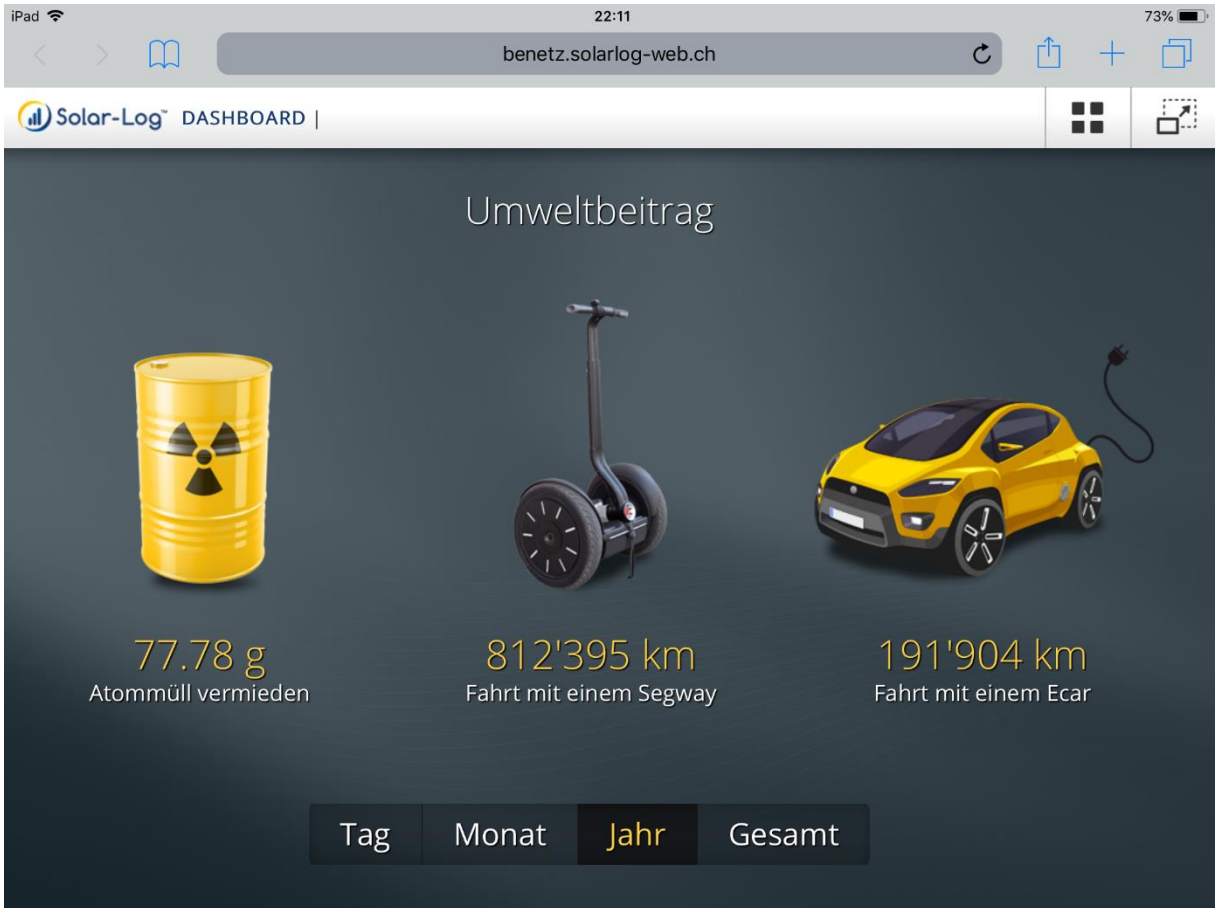 iPad 22:11 73%
benetz.solarlog-web.ch
Solar-Log™ DASHBOARD |
Umweltbeitrag
77.78 g 812'395 km 191'904 km
Atommüll vermieden Fahrt mit einem Segway Fahrt mit einem Ecar
Tag Monat Jahr Gesamt